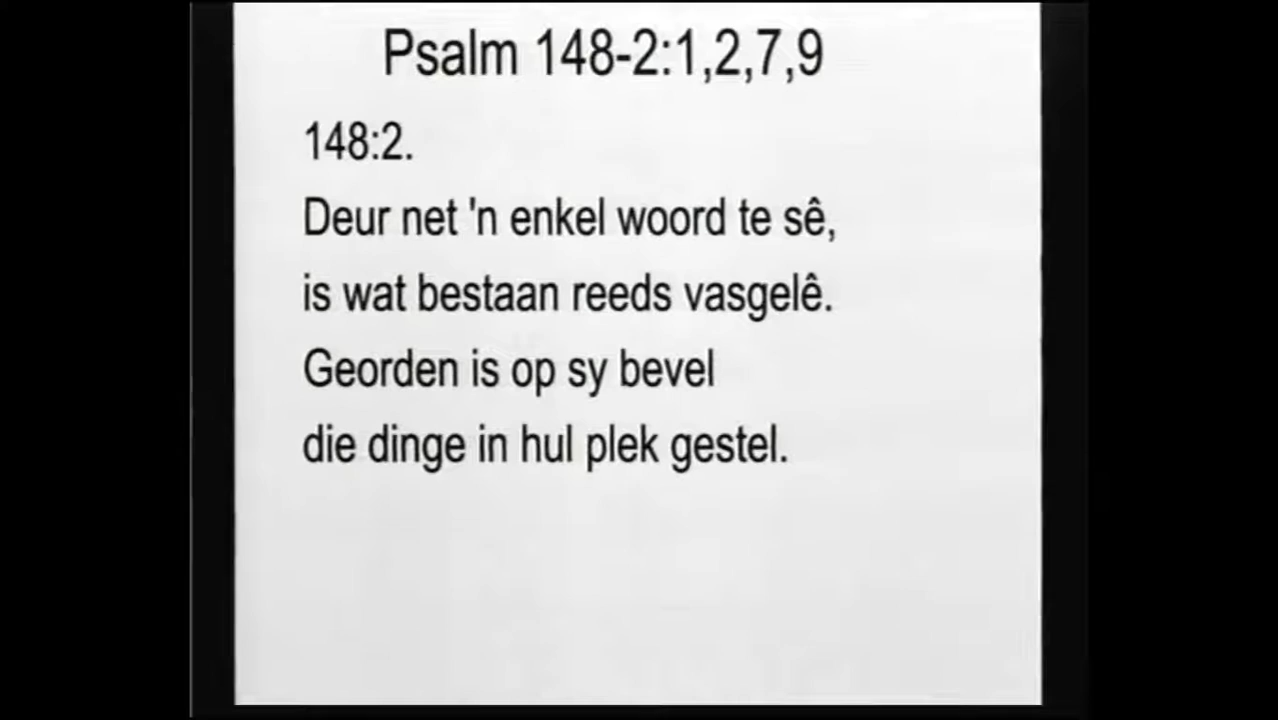 Psalm 148-2:1,2,7,9
148:2.
Deur net 'n enkel woord te sê,
is wat bestaan reeds vasgelê.
Georden is op sy bevel
die dinge in hul plek gestel.